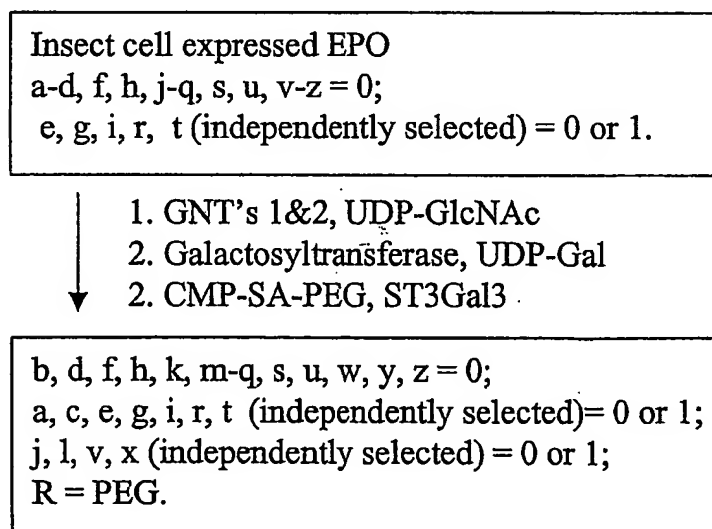 Insect cell expressed EPO
a-d, f, h, j-q, s, u, v-z = 0;
e, g, i, r, t (independently selected) = 0 or 1.
1. GNT's 1&2, UDP-GlcNAc
2. Galactosyltransferase, UDP-Gal
2. CMP-SA-PEG, ST3Gal3
b, d, f, h, k, m-q, s, u, w, y, z = 0;
a, c, e, g, i, r, t (independently selected)= 0 or 1;
j, l, v, x (independently selected) = 0 or 1;
R = PEG.